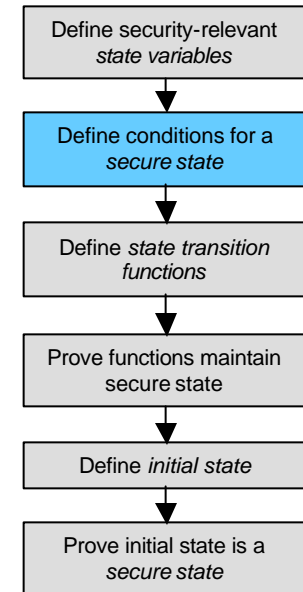 Define security-relevant
state variables
Define conditions for a
secure state
Define state transition
functions
Prove functions maintain
secure state
Define initial state
Prove initial state is a
secure state